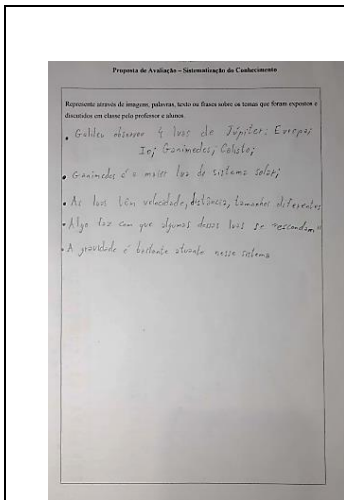 Proposta de Avaliação – Sistematização do Conhecimento
Represente através de imagens, palavras, texto ou frases sobre os temas que foram expostos e
discutidos em classe pelo professor e alunos.
• Galileu observou 4 luas de Júpiter: Europa;
Io; Ganimedes; Calisto;
• Ganimedes é a maior lua do sistema solar;
• As luas têm velocidade, distância, tamanhos diferentes
• Algo faz com que algumas dessas luas se "escondam"
• A gravidade é bastante atuante nesse sistema